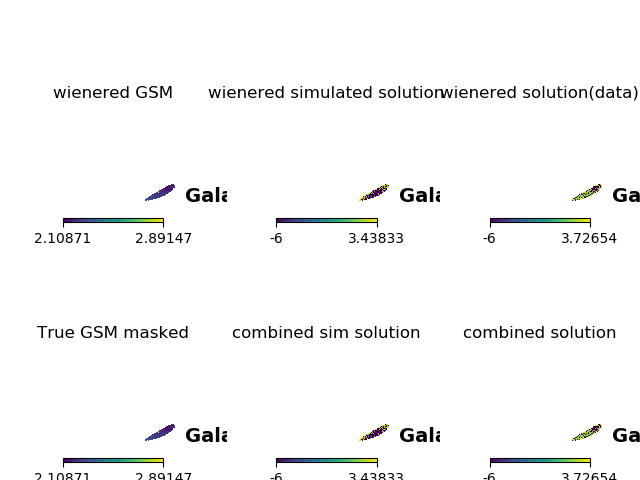 wienered GSM wienered simulated solution wienered solution(data)
Gala Gala Ga
2.10871 2.89147 -6 3.43833 -6 3.72654
True GSM masked combined sim solution combined solution
Gala Gala Ga
2.10871 2.89147 -6 3.43833 -6 3.72654